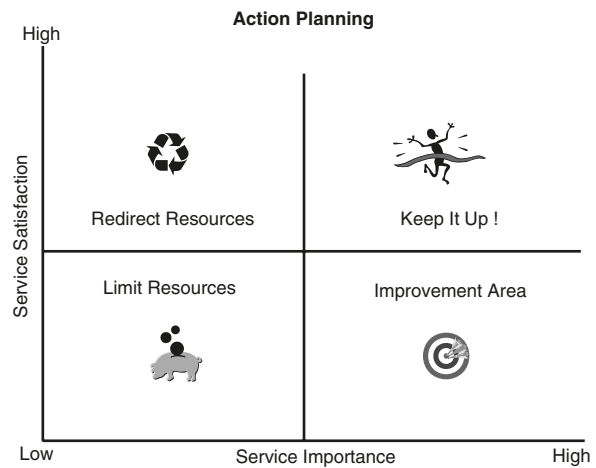 Action Planning
High
Service Satisfaction
Redirect Resources
Keep It Up !
Limit Resources
Improvement Area
Low
Service Importance
High